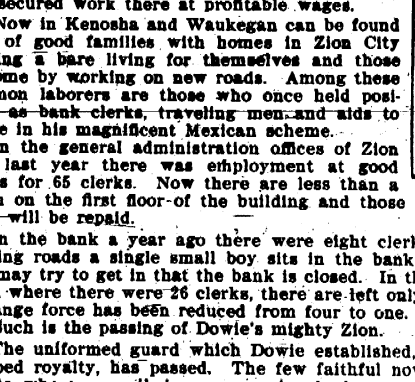 secured work there at profitable wages.
Now in Kenosha and Waukegan can be found
of good families with homes in Zion City
ing a bare living for themselves and those
ome by working on new roads. Among these
mon laborers are those who once held posi-
as bank clerks, traveling men and aids to
e in his magnificent Mexican scheme.
n the general administration offices of Zion
last year there was employment at good
s for 65 clerks. Now there are less than a
on the first floor of the building and those
will be repaid.
n the bank a year ago there were eight cler
ing roads a single small boy sits in the bank
may try to get in that the bank is closed. In t
where there were 26 clerks, there are left onl
ange force has been reduced from four to one.
Such is the passing of Dowie's mighty Zion.
The uniformed guard which Dowie established,
ped royalty, has passed. The few faithful no